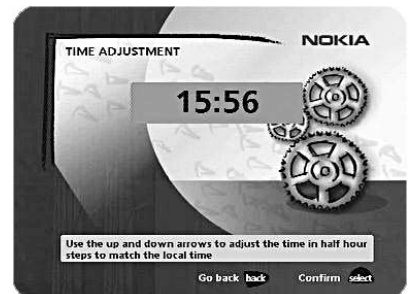 NOKIA
TIME ADJUSTMENT
15:56
Use the up and down arrows to adjust the time in half hour
steps to match the local time
Go back back Confirm select